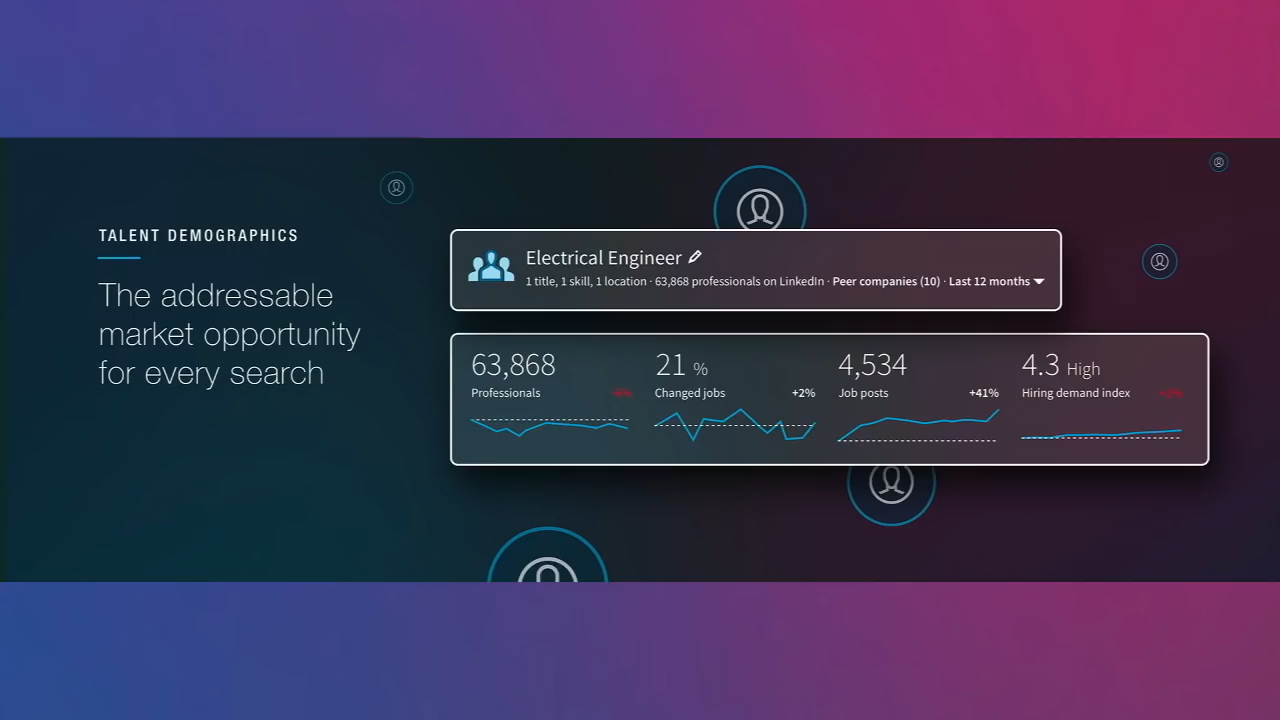 TALENT DEMOGRAPHICS
The addressable
market opportunity
for every search
Electrical Engineer
1 title, 1 skill, 1 location · 63,868 professionals on LinkedIn · Peer companies (10) · Last 12 months
63,868
Professionals
21 %
Changed jobs +2%
4,534
Job posts +41%
4.3 High
Hiring demand index